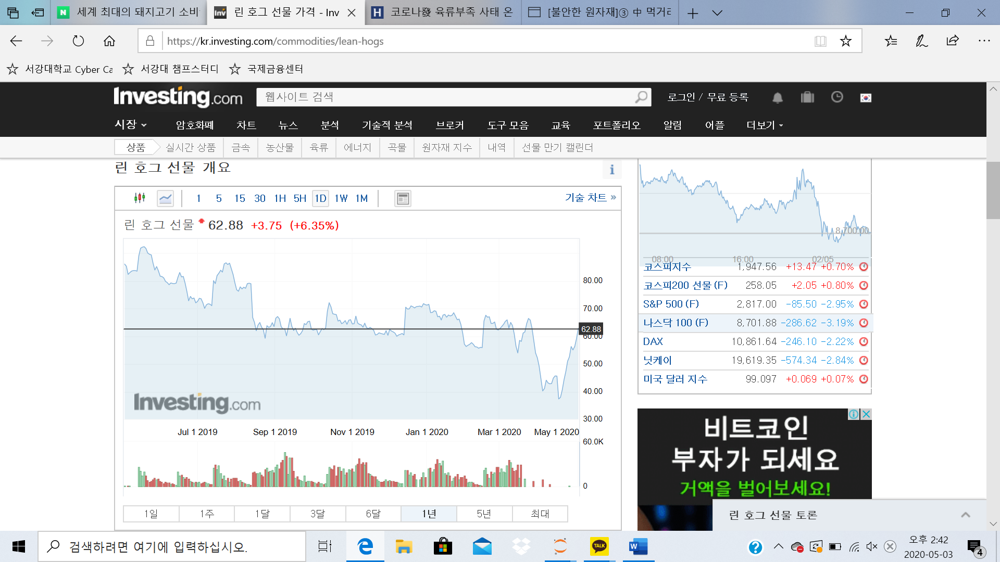 세계 최대의 돼지고기 소비
린 호그 선물 가격 - Inv
코로나發 육류부족 사태 온
[불안한 원자재]③ 中 먹거리
https://kr.investing.com/commodities/lean-hogs
서강대학교 Cyber Ca
서강대 챔프스터디
국제금융센터
Investing.com
웹사이트 검색
로그인 / 무료 등록
시장 암호화폐 차트 뉴스 분석 기술적 분석 브로커 도구 모음 교육 포트폴리오 알림 어플 더보기
상품 실시간 상품 금속 농산물 육류 에너지 곡물 원자재 지수 내역 선물 만기 캘린더
린 호그 선물 개요
1 5 15 30 1H 5H 1D 1W 1M
기술 차트 »
린 호그 선물 62.88 +3.75 (+6.35%)
80.00
70.00
62.88
60.00
50.00
40.00
30.00
Investing.com
Jul 1 2019 Sep 1 2019 Nov 1 2019 Jan 1 2020 Mar 1 2020 May 1 2020
60.0K
0
1일 1주 1달 3달 6달 1년 5년 최대
8,700.00
08:00 16:00 02/05
코스피지수 1,947.56 +13.47 +0.70%
코스피200 선물 (F) 258.05 +2.05 +0.80%
S&P 500 (F) 2,817.00 -85.50 -2.95%
나스닥 100 (F) 8,701.88 -286.62 -3.19%
DAX 10,861.64 -246.10 -2.22%
닛케이 19,619.35 -574.34 -2.84%
미국 달러 지수 99.097 +0.069 +0.07%
비트코인
부자가 되세요
거액을 벌어보세요!
린 호그 선물 토론
검색하려면 여기에 입력하십시오.
TALK
오후 2:42
2020-05-03
4